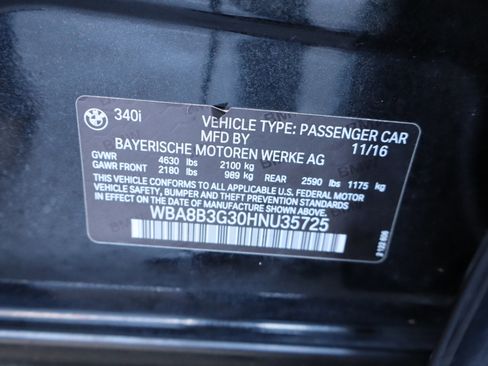 340i
VEHICLE TYPE: PASSENGER CAR
MFD BY 11/16
BAYERISCHE MOTOREN WERKE AG
GVWR 4630 lbs 2100 kg
GAWR FRONT 2180 lbs 989 kg REAR 2590 lbs 1175 kg
THIS VEHICLE CONFORMS TO ALL APPLICABLE U.S. FEDERAL MOTOR
VEHICLE SAFETY, BUMPER AND THEFT PREVENTION STANDARDS
IN EFFECT ON THE DATE OF MANUFACTURE SHOWN ABOVE.
WBA8B3G30HNU35725